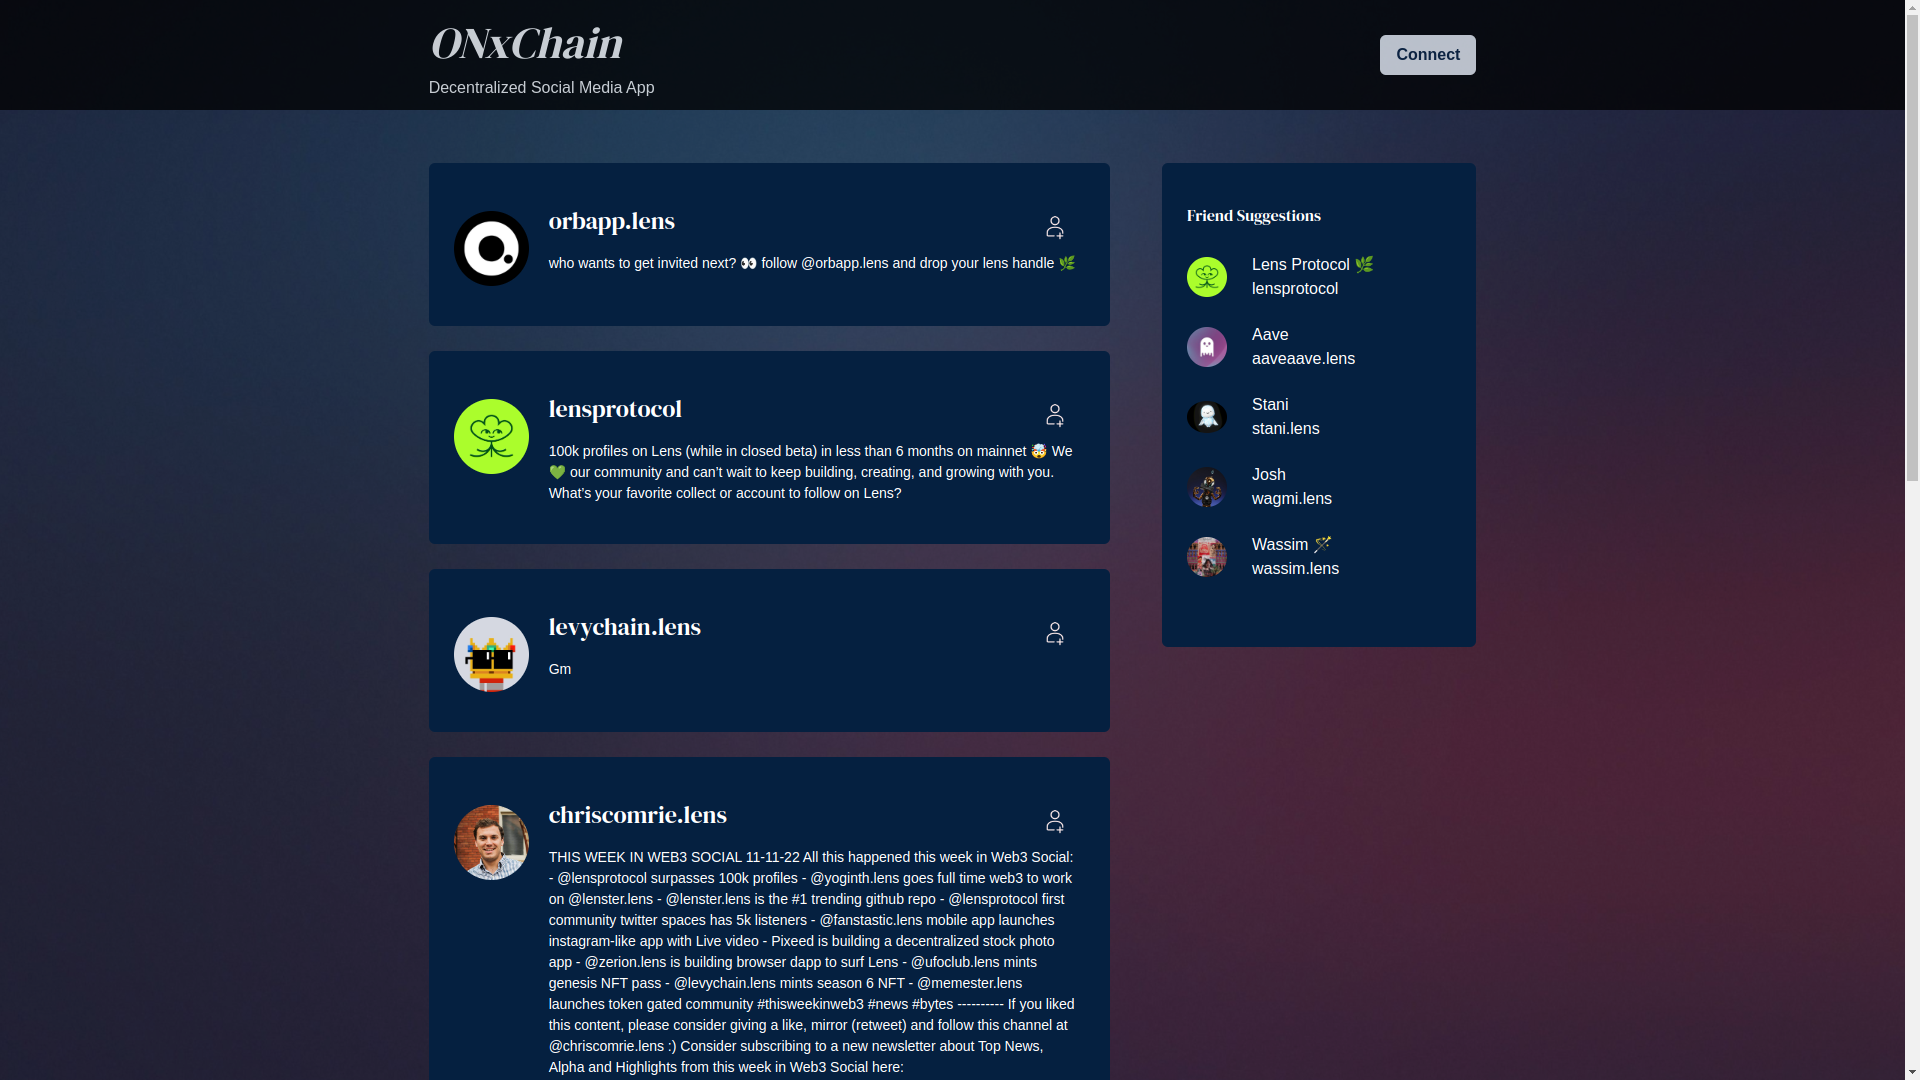 ONxChain
Decentralized Social Media App
Connect
orbapp.lens
who wants to get invited next? 👀 follow @orbapp.lens and drop your lens handle 🌿
lensprotocol
100k profiles on Lens (while in closed beta) in less than 6 months on mainnet 🤯 We
💚 our community and can’t wait to keep building, creating, and growing with you.
What’s your favorite collect or account to follow on Lens?
levychain.lens
Gm
chriscomrie.lens
THIS WEEK IN WEB3 SOCIAL 11-11-22 All this happened this week in Web3 Social:
- @lensprotocol surpasses 100k profiles - @yoginth.lens goes full time web3 to work
on @lenster.lens - @lenster.lens is the #1 trending github repo - @lensprotocol first
community twitter spaces has 5k listeners - @fanstastic.lens mobile app launches
instagram-like app with Live video - Pixeed is building a decentralized stock photo
app - @zerion.lens is building browser dapp to surf Lens - @ufoclub.lens mints
genesis NFT pass - @levychain.lens mints season 6 NFT - @memester.lens
launches token gated community #thisweekinweb3 #news #bytes ---------- If you liked
this content, please consider giving a like, mirror (retweet) and follow this channel at
@chriscomrie.lens :) Consider subscribing to a new newsletter about Top News,
Alpha and Highlights from this week in Web3 Social here:
Friend Suggestions
Lens Protocol 🌿
lensprotocol
Aave
aaveaave.lens
Stani
stani.lens
Josh
wagmi.lens
Wassim 🪄
wassim.lens